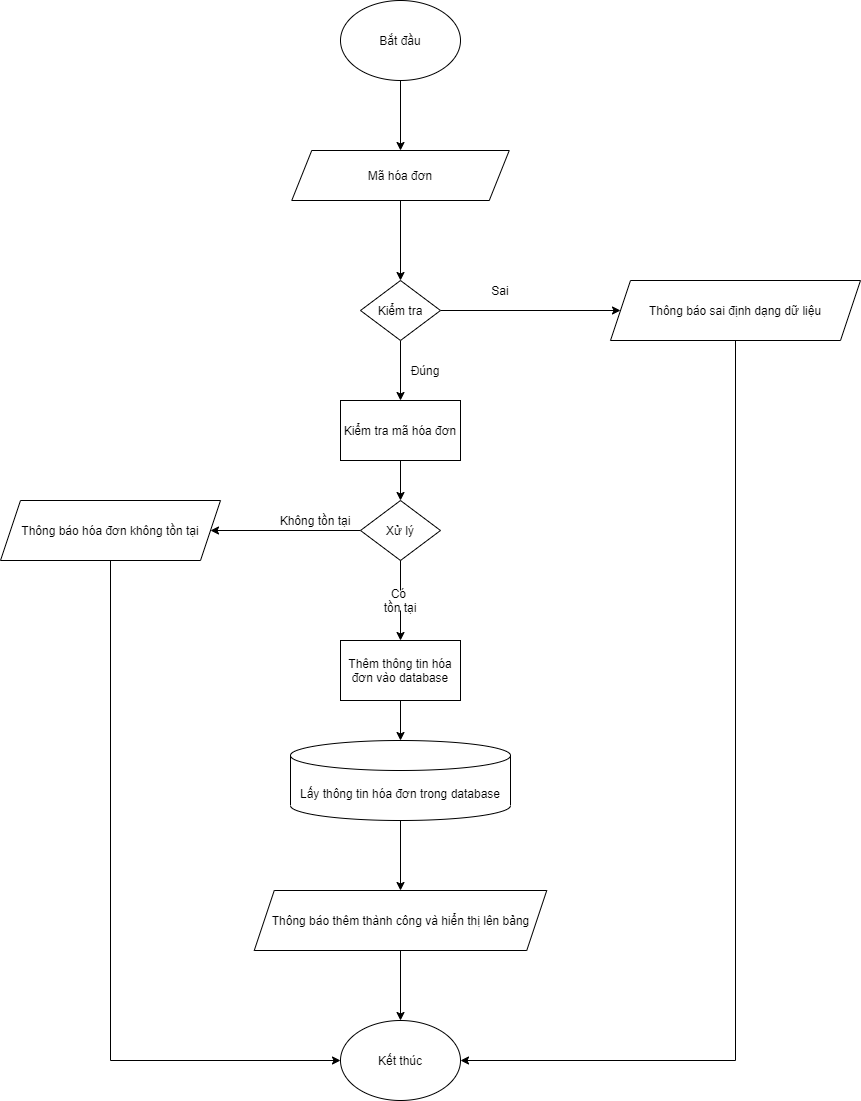 Bắt đầu
Mã hóa đơn
Kiểm tra
Sai
Thông báo sai định dạng dữ liệu
Đúng
Kiểm tra mã hóa đơn
Không tồn tại
Xử lý
Thông báo hóa đơn không tồn tại
Có
tồn tại
Thêm thông tin hóa
đơn vào database
Lấy thông tin hóa đơn trong database
Thông báo thêm thành công và hiển thị lên bảng
Kết thúc